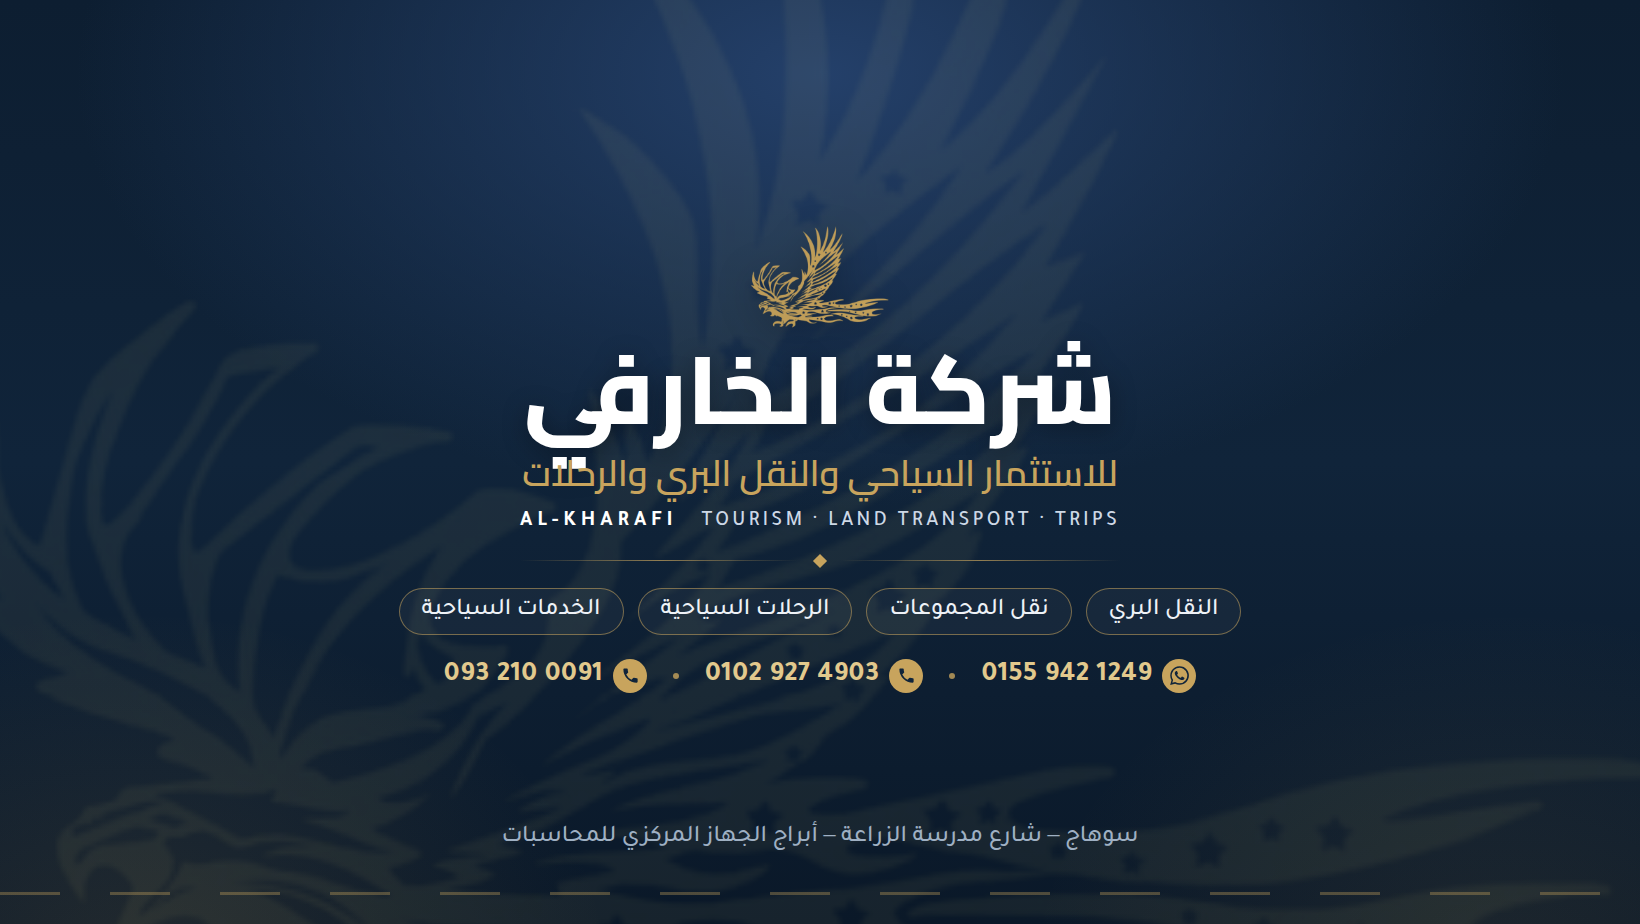 شركة الخارفي
للاستثمار السياحي والنقل البري والرحلات
AL-KHARAFI TOURISM · LAND TRANSPORT · TRIPS
النقل البري نقل المجموعات الرحلات السياحية الخدمات السياحية
0155 942 1249 • 0102 927 4903 • 093 210 0091
سوهاج – شارع مدرسة الزراعة – أبراج الجهاز المركزي للمحاسبات